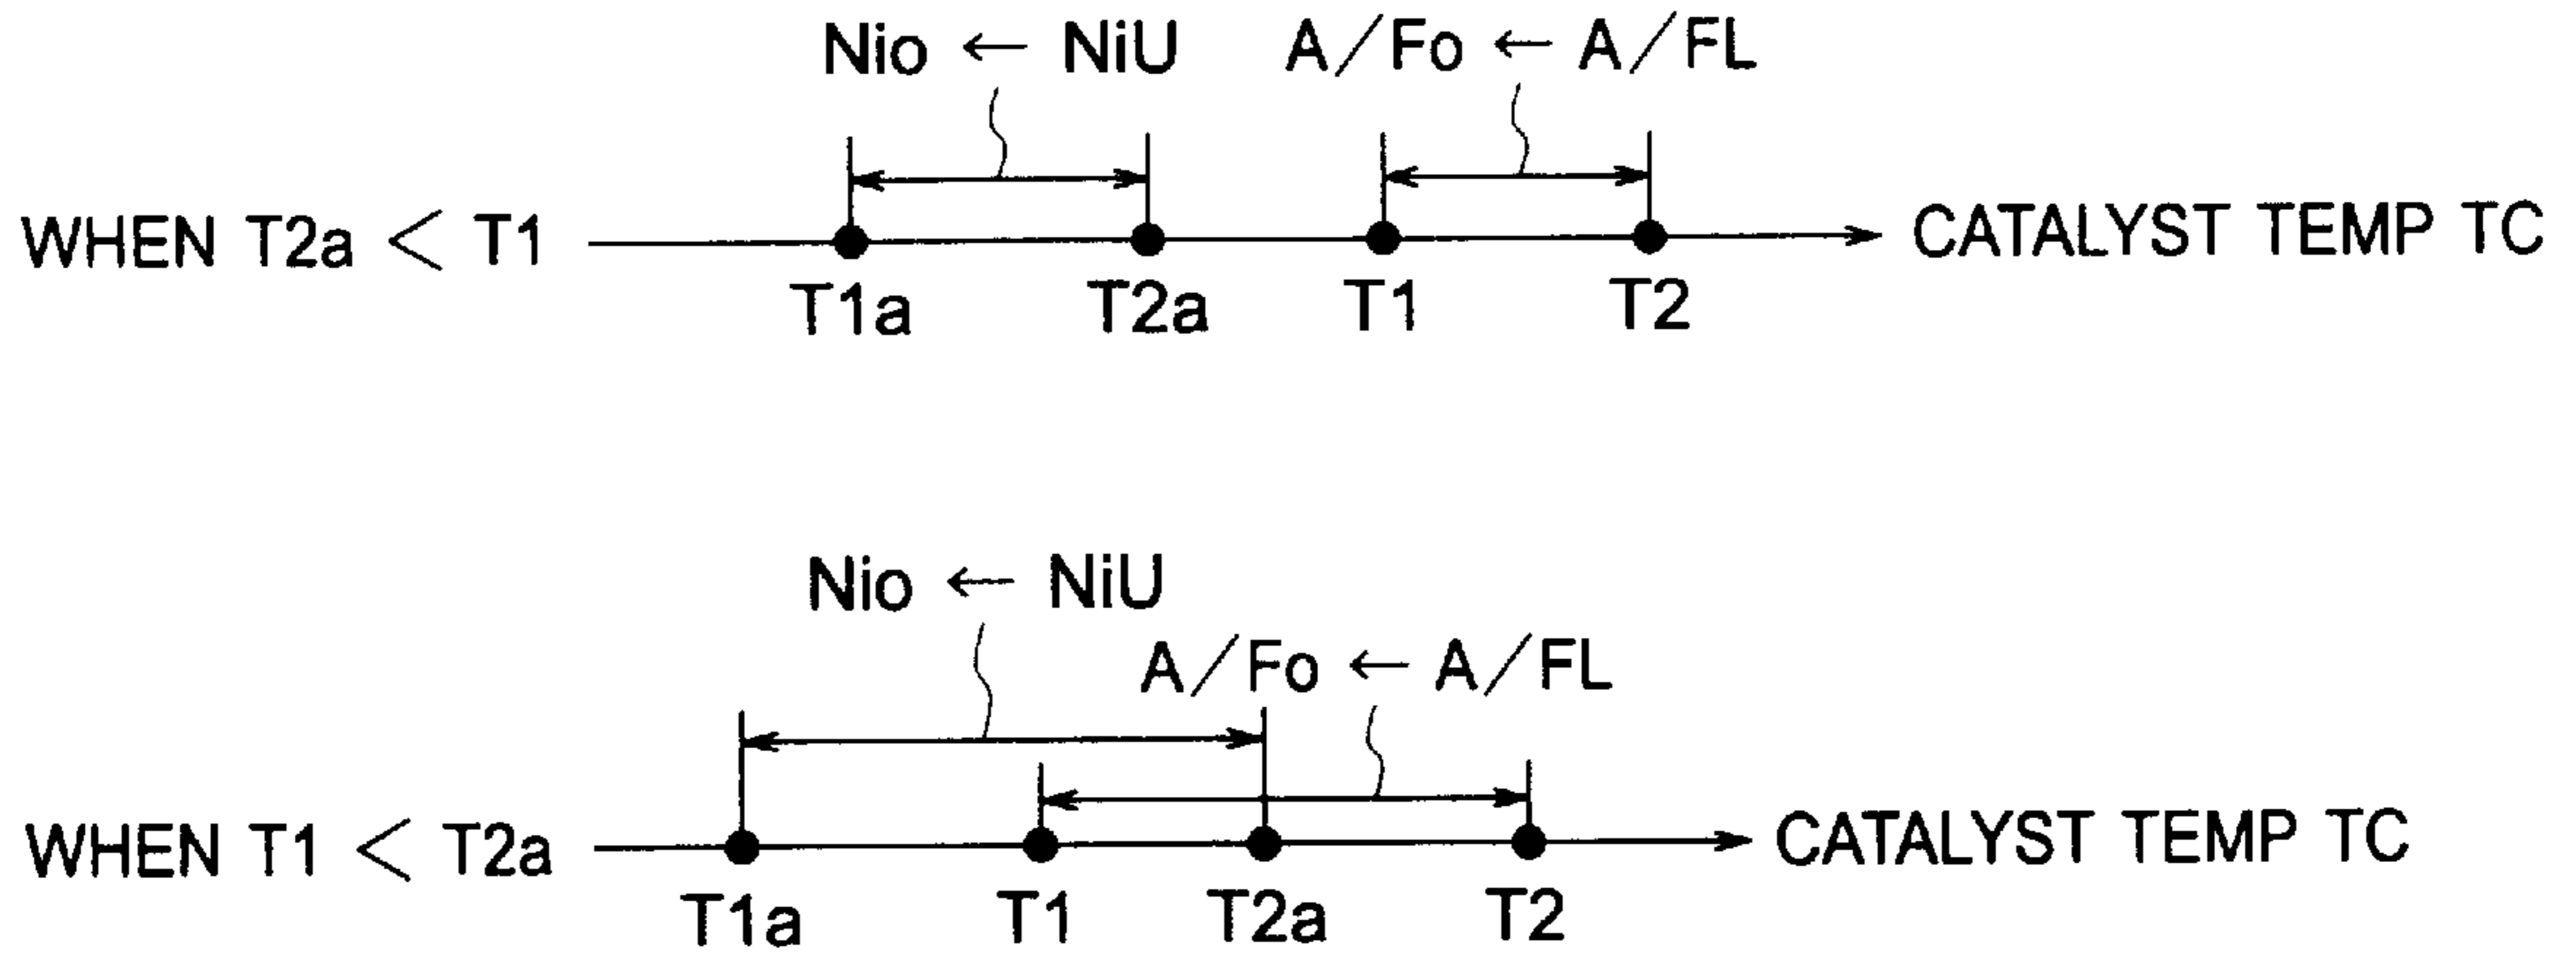 Nio ← NiU A/Fo ← A/FL
WHEN T2a < T1 CATALYST TEMP TC
T1a T2a T1 T2
Nio ← NiU
A/Fo ← A/FL
WHEN T1 < T2a CATALYST TEMP TC
T1a T1 T2a T2